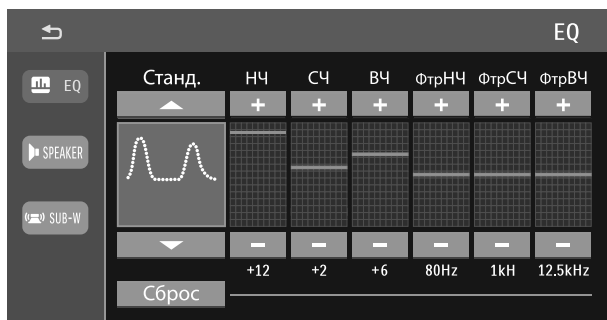 EQ
EQ
SPEAKER
SUB-W
Станд. НЧ СЧ ВЧ ФтрНЧ ФтрСЧ ФтрВЧ
+ + + + + +
− − − − − −
+12 +2 +6 80Hz 1kH 12.5kHz
Сброс